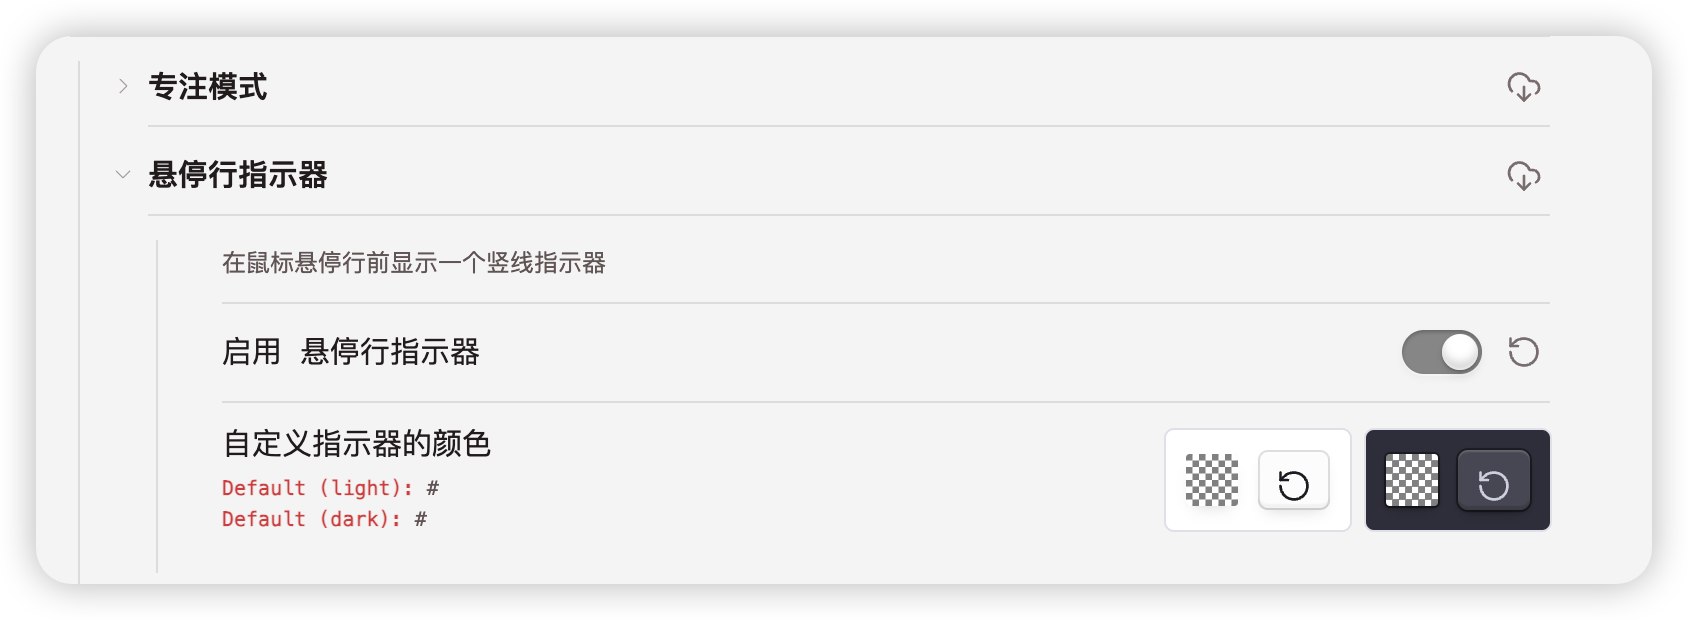 专注模式
悬停行指示器
在鼠标悬停行前显示一个竖线指示器
启用 悬停行指示器
自定义指示器的颜色
Default (light): #
Default (dark): #